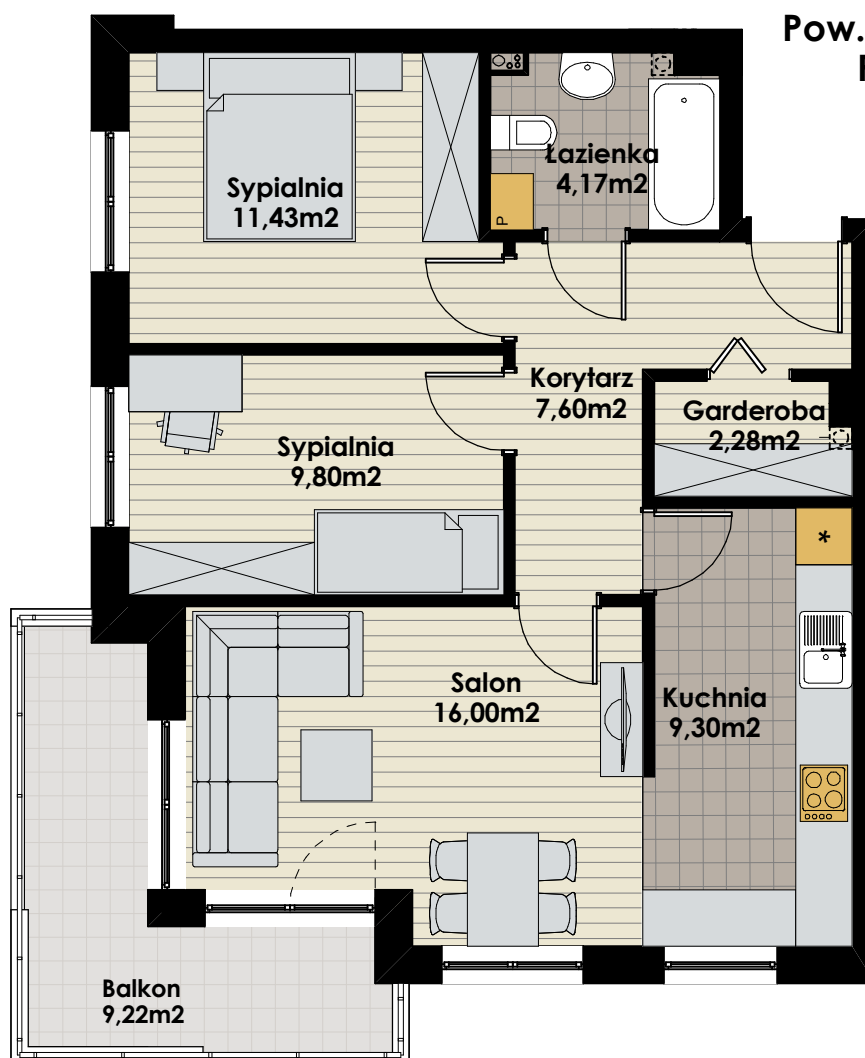 Pow.
Łazienka
4,17m2
Sypialnia
11,43m2
P
Korytarz
7,60m2
Garderoba
2,28m2
Sypialnia
9,80m2
*
Salon
16,00m2
Kuchnia
9,30m2
Balkon
9,22m2